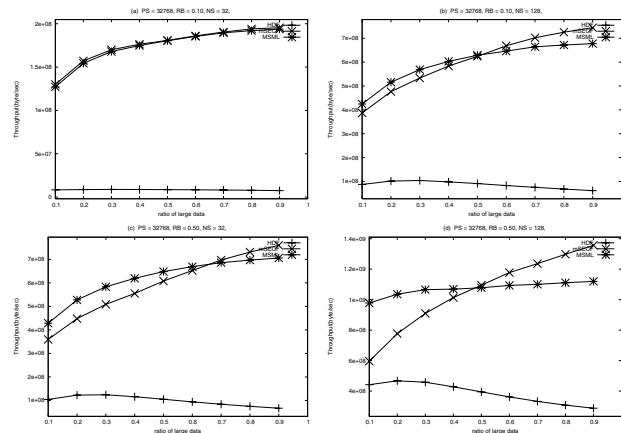 (a) PS = 32768, RB = 0.10, NS = 32,
2e+08
1.5e+08
1e+08
5e+07
0
Throughput(byte/sec)
0.1 0.2 0.3 0.4 0.5 0.6 0.7 0.8 0.9 1
ratio of large data
MSML
(b) PS = 32768, RB = 0.10, NS = 128,
7e+08
6e+08
5e+08
4e+08
3e+08
2e+08
1e+08
Throughput(byte/sec)
0.1 0.2 0.3 0.4 0.5 0.6 0.7 0.8 0.9 1
ratio of large data
MSML
(c) PS = 32768, RB = 0.50, NS = 32,
7e+08
6e+08
5e+08
4e+08
3e+08
2e+08
1e+08
Throughput(byte/sec)
0.1 0.2 0.3 0.4 0.5 0.6 0.7 0.8 0.9 1
ratio of large data
MSML
(d) PS = 32768, RB = 0.50, NS = 128,
1.4e+09
1.2e+09
1e+09
8e+08
6e+08
4e+08
Throughput(byte/sec)
0.1 0.2 0.3 0.4 0.5 0.6 0.7 0.8 0.9 1
ratio of large data
MSML